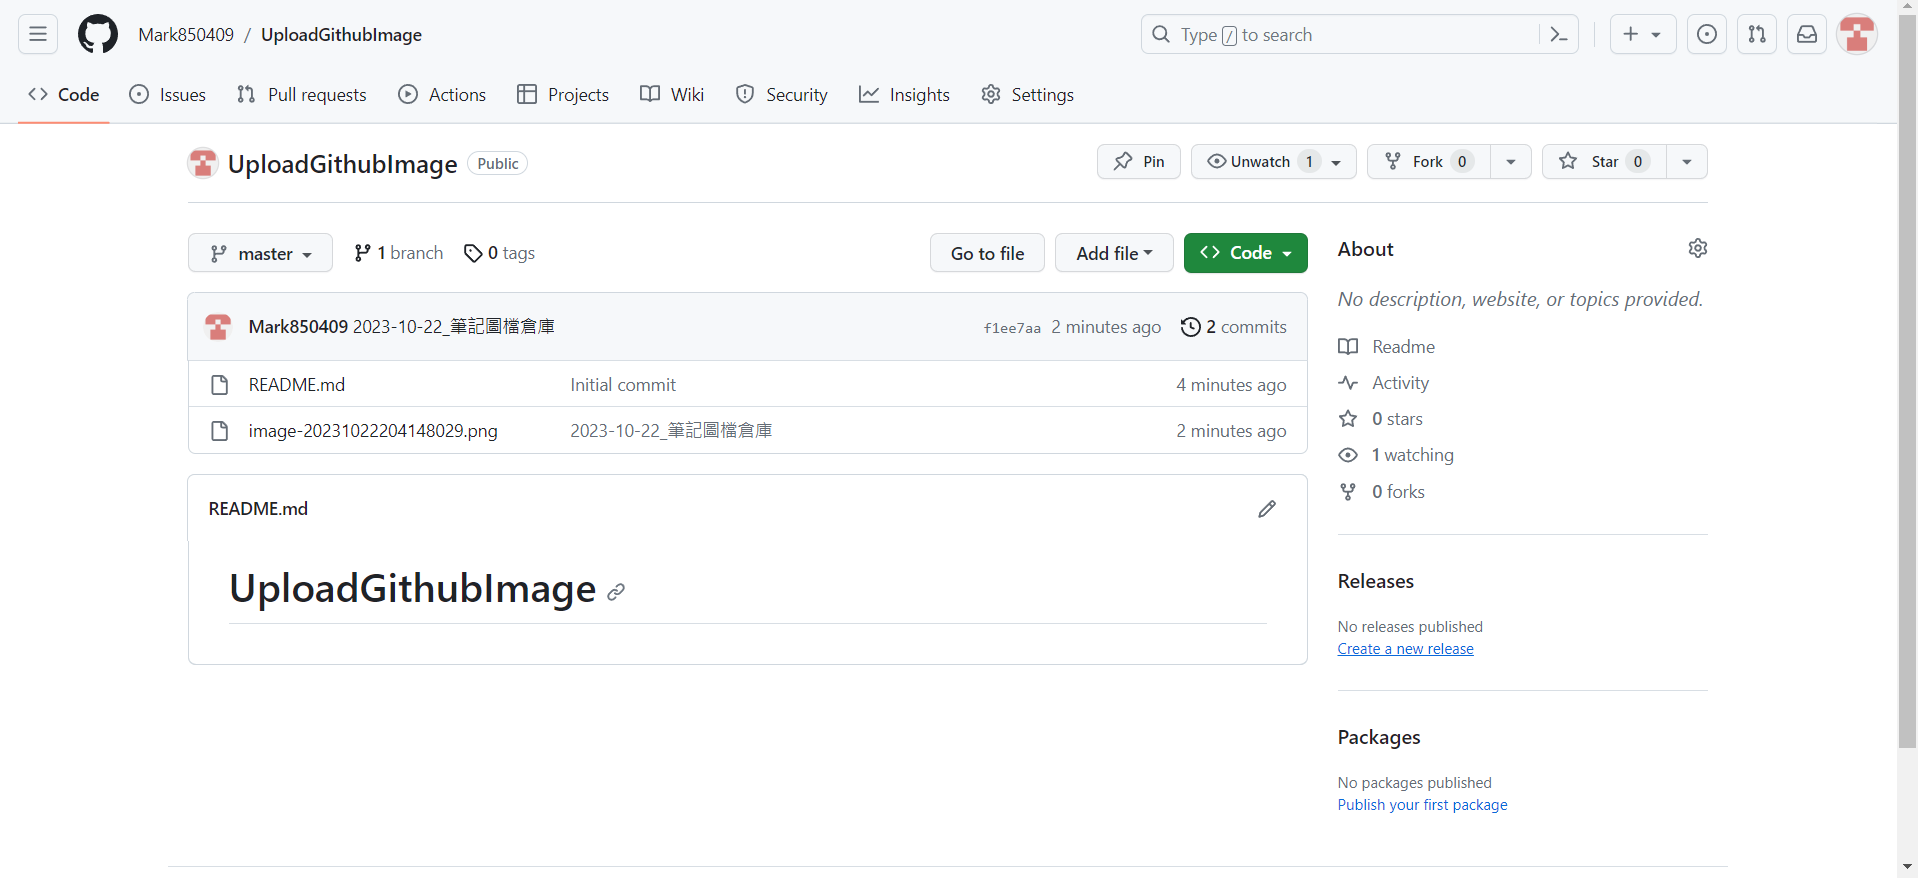 Mark850409 / UploadGithubImage
Type / to search
Code Issues Pull requests Actions Projects Wiki Security Insights Settings
UploadGithubImage Public
Pin Unwatch 1 Fork 0 Star 0
master 1 branch 0 tags Go to file Add file Code
Mark850409 2023-10-22_筆記圖檔倉庫 f1ee7aa 2 minutes ago 2 commits
README.md Initial commit 4 minutes ago
image-20231022204148029.png 2023-10-22_筆記圖檔倉庫 2 minutes ago
README.md
UploadGithubImage
About
No description, website, or topics provided.
Readme
Activity
0 stars
1 watching
0 forks
Releases
No releases published
Create a new release
Packages
No packages published
Publish your first package